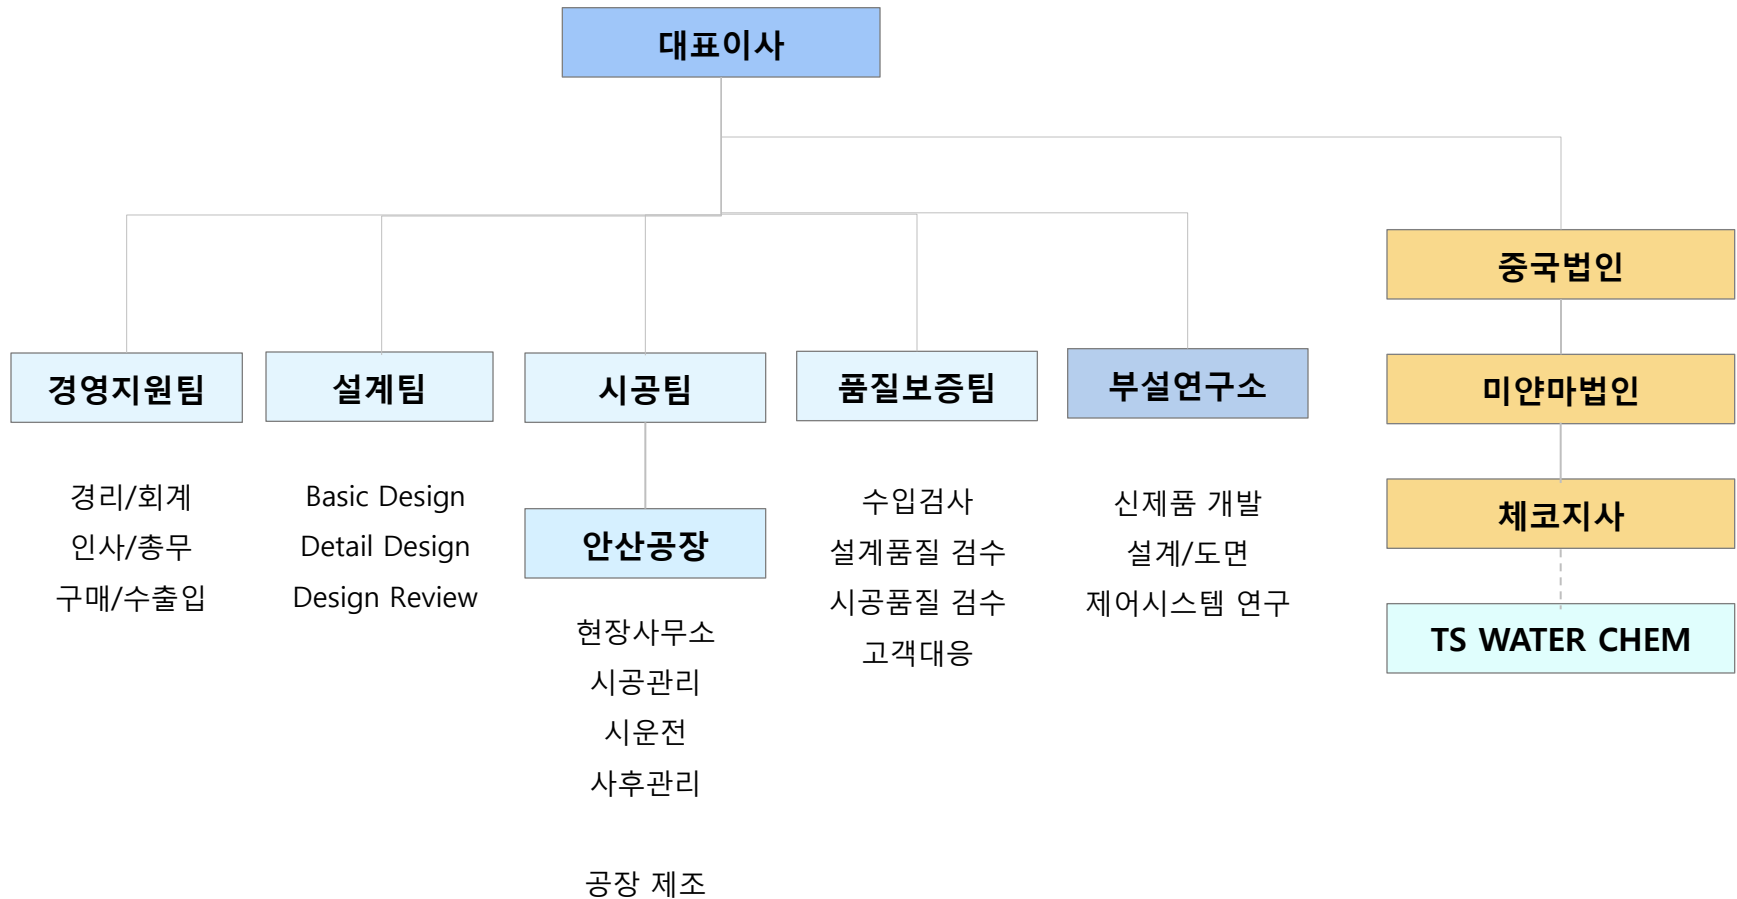 대표이사
중국법인
미얀마법인
체코지사
TS WATER CHEM
경영지원팀
경리/회계
인사/총무
구매/수출입
설계팀
Basic Design
Detail Design
Design Review
시공팀
안산공장
현장사무소
시공관리
시운전
사후관리
공장 제조
품질보증팀
수입검사
설계품질 검수
시공품질 검수
고객대응
부설연구소
신제품 개발
설계/도면
제어시스템 연구